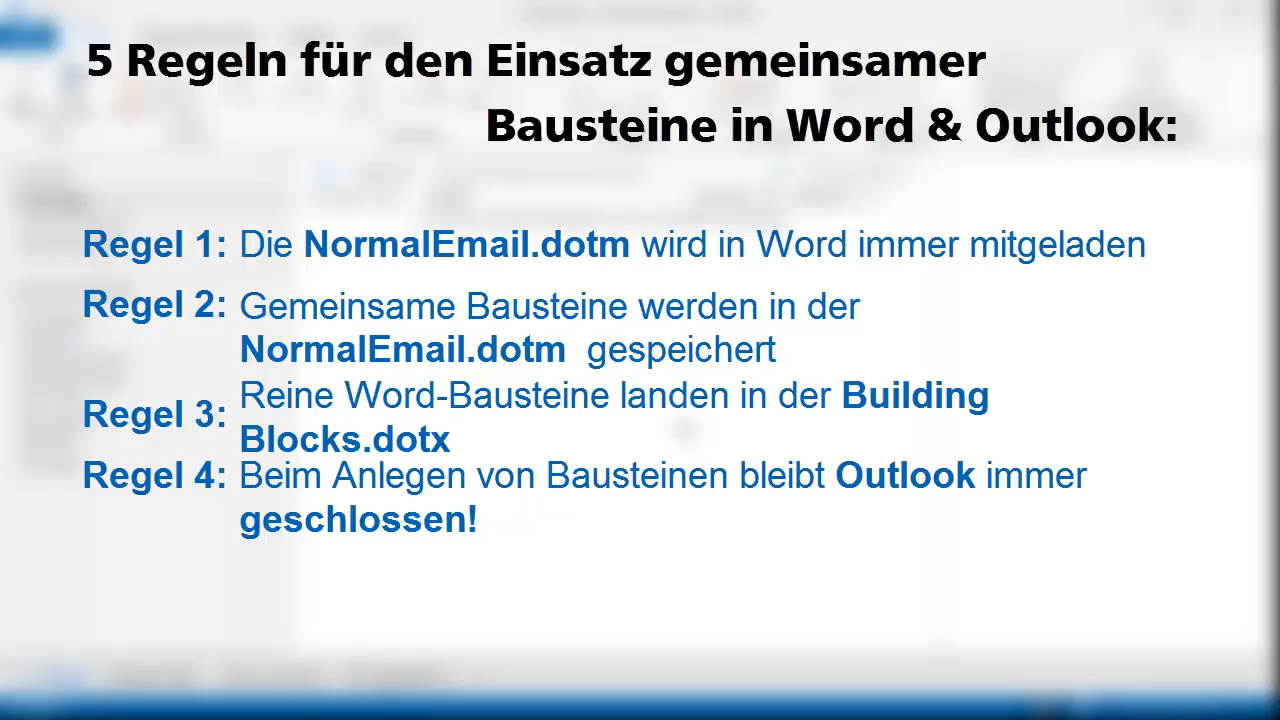 5 Regeln für den Einsatz gemeinsamer
Bausteine in Word & Outlook:
Regel 1: Die NormalEmail.dotm wird in Word immer mitgeladen
Regel 2: Gemeinsame Bausteine werden in der
NormalEmail.dotm gespeichert
Regel 3: Reine Word-Bausteine landen in der Building
Blocks.dotx
Regel 4: Beim Anlegen von Bausteinen bleibt Outlook immer
geschlossen!